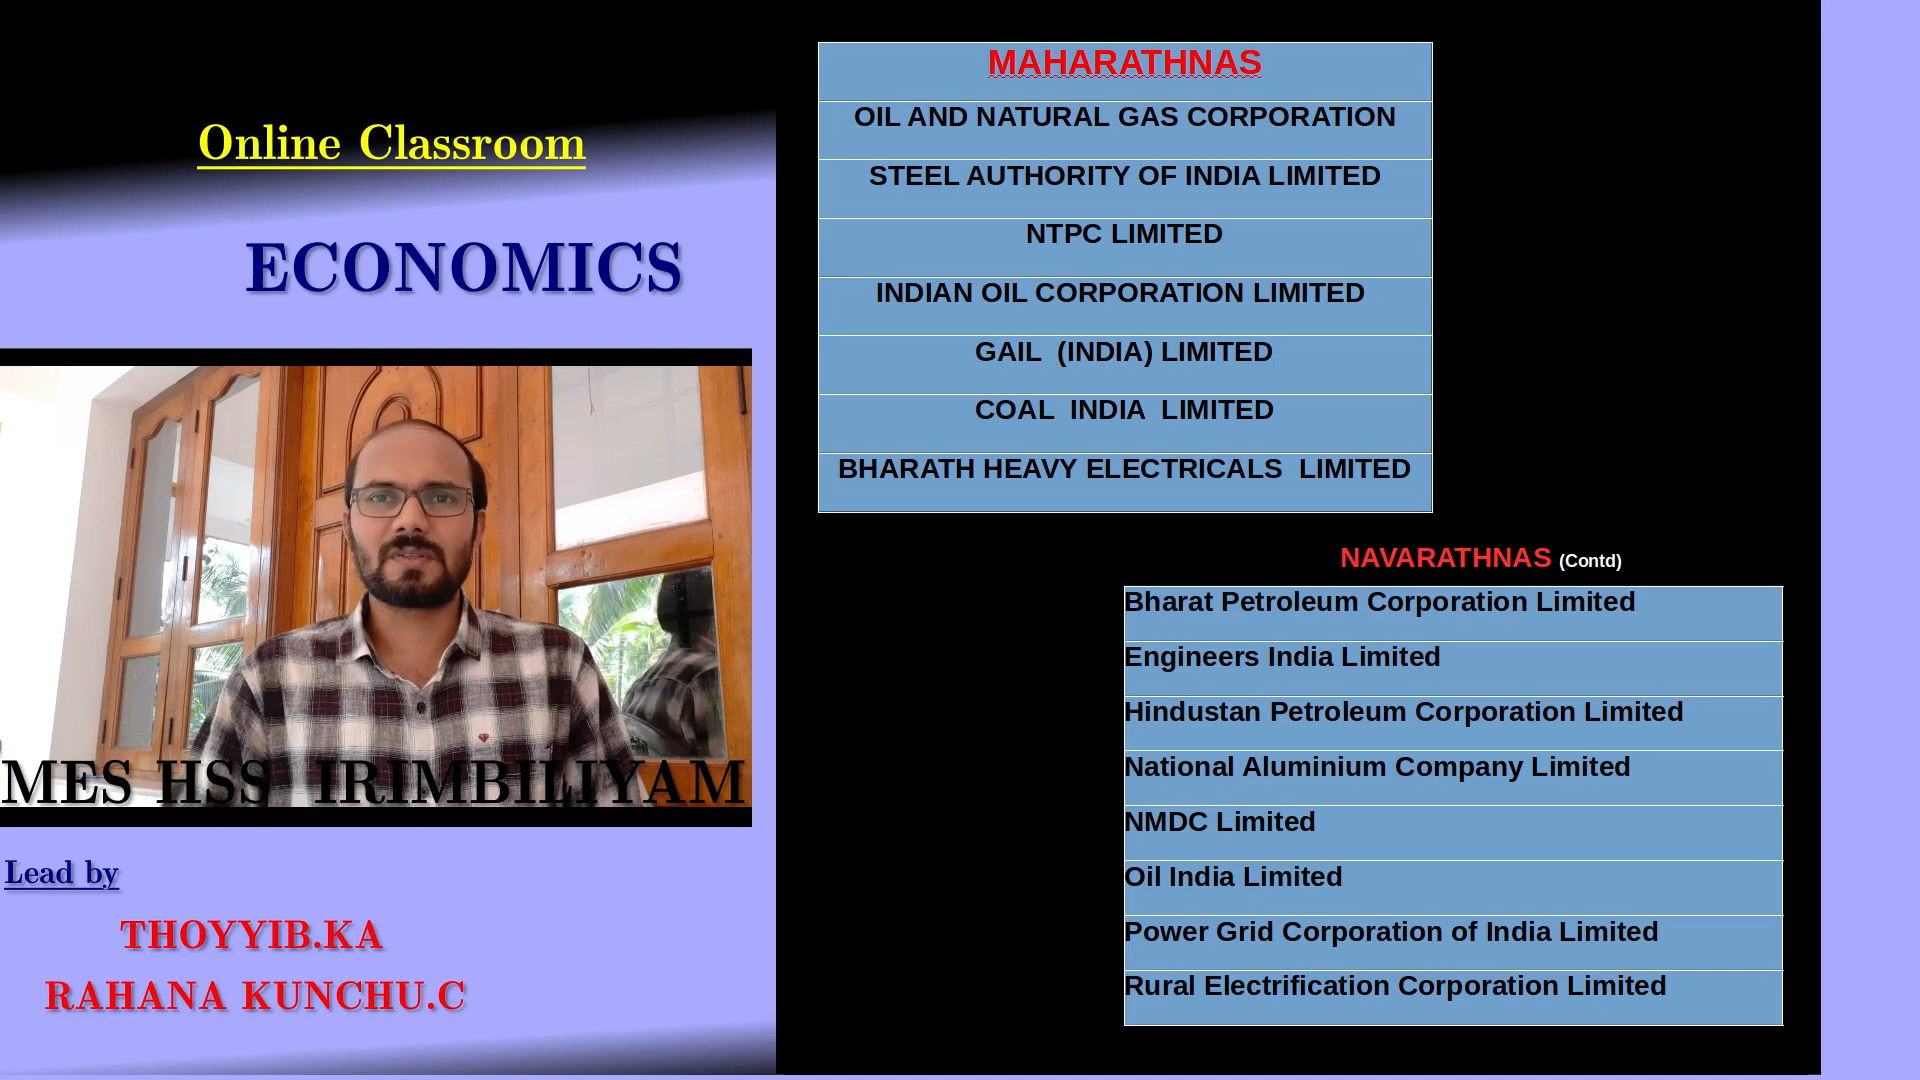 Online Classroom
ECONOMICS
MES HSS IRIMBILIYAM
Lead by
THOYYIB.KA
RAHANA KUNCHU.C
MAHARATHNAS
OIL AND NATURAL GAS CORPORATION
STEEL AUTHORITY OF INDIA LIMITED
NTPC LIMITED
INDIAN OIL CORPORATION LIMITED
GAIL (INDIA) LIMITED
COAL INDIA LIMITED
BHARATH HEAVY ELECTRICALS LIMITED
NAVARATHNAS (Contd)
Bharat Petroleum Corporation Limited
Engineers India Limited
Hindustan Petroleum Corporation Limited
National Aluminium Company Limited
NMDC Limited
Oil India Limited
Power Grid Corporation of India Limited
Rural Electrification Corporation Limited